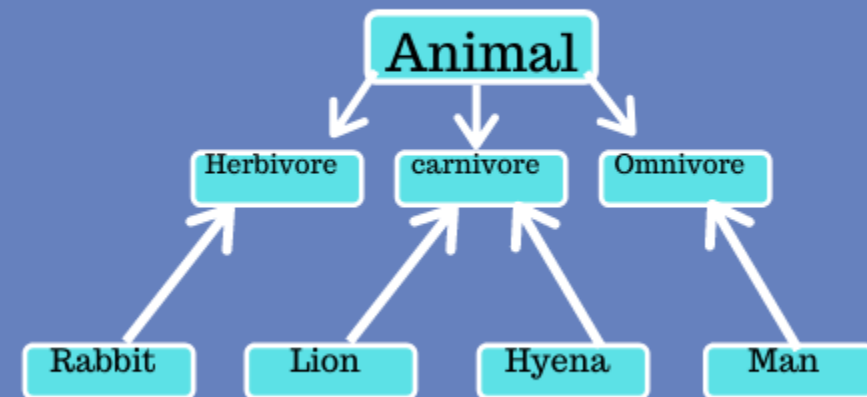 Animal
Herbivore
carnivore
Omnivore
Rabbit
Lion
Hyena
Man